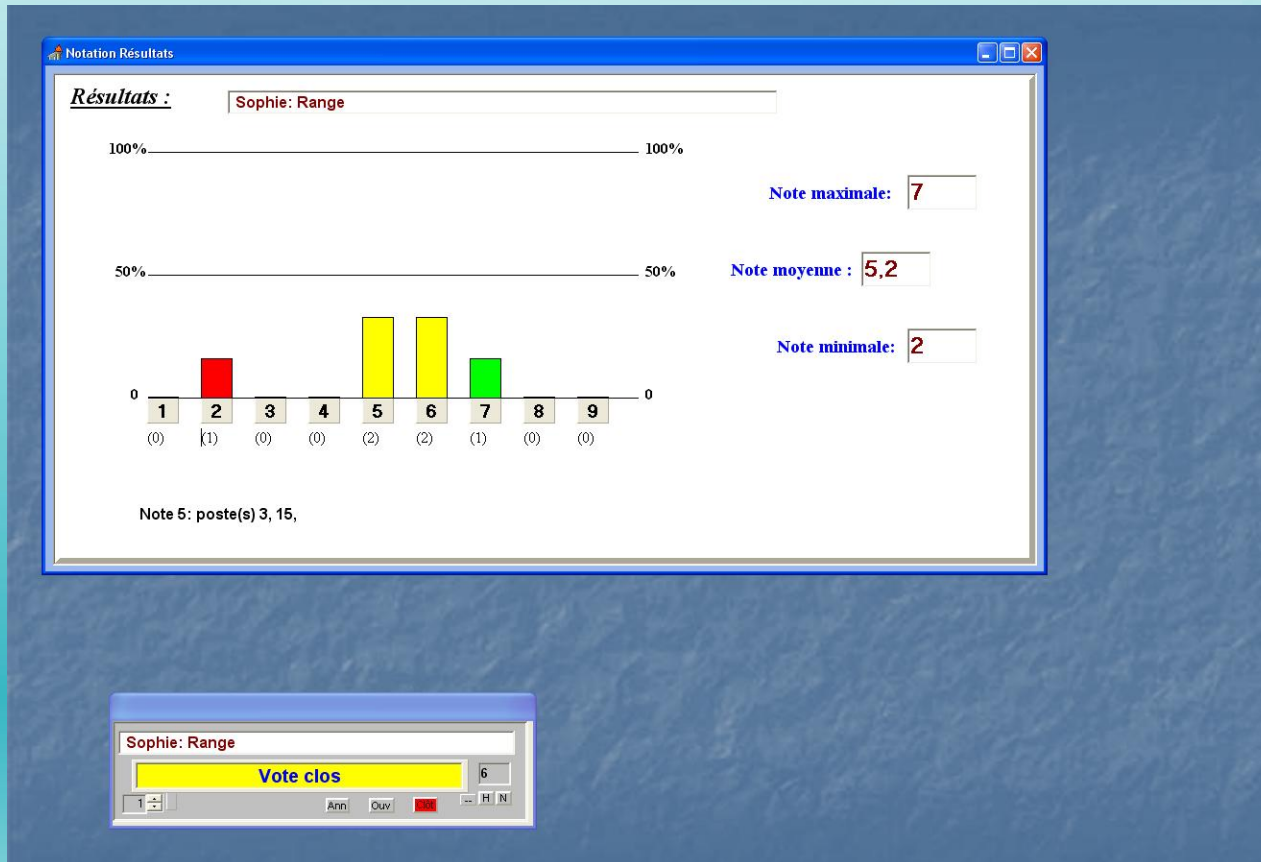 Notation Résultats
Résultats :
Sophie: Range
100% 100%
Note maximale: 7
50% 50%
Note moyenne : 5,2
Note minimale: 2
0 0
1 2 3 4 5 6 7 8 9
(0) (1) (0) (0) (2) (2) (1) (0) (0)
Note 5: poste(s) 3, 15,
Sophie: Range
Vote clos 6
1 Ann Ouv Clôt -- H N